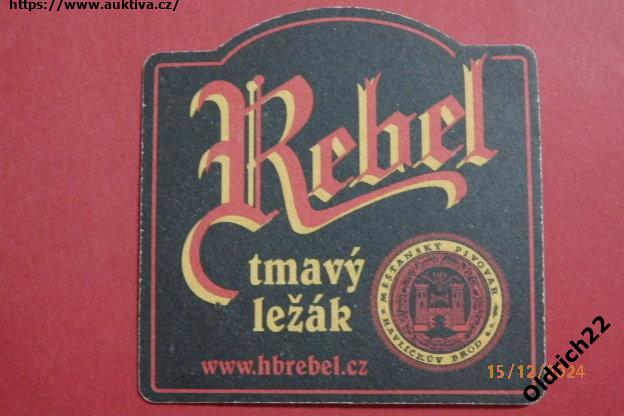 https://www.auktiva.cz/
Rebel
tmavý
ležák
MĚŠŤANSKÝ PIVOVAR
HAVLÍČKŮV BROD a.s.
www.hbrebel.cz
15/12/2024
Oldrich22